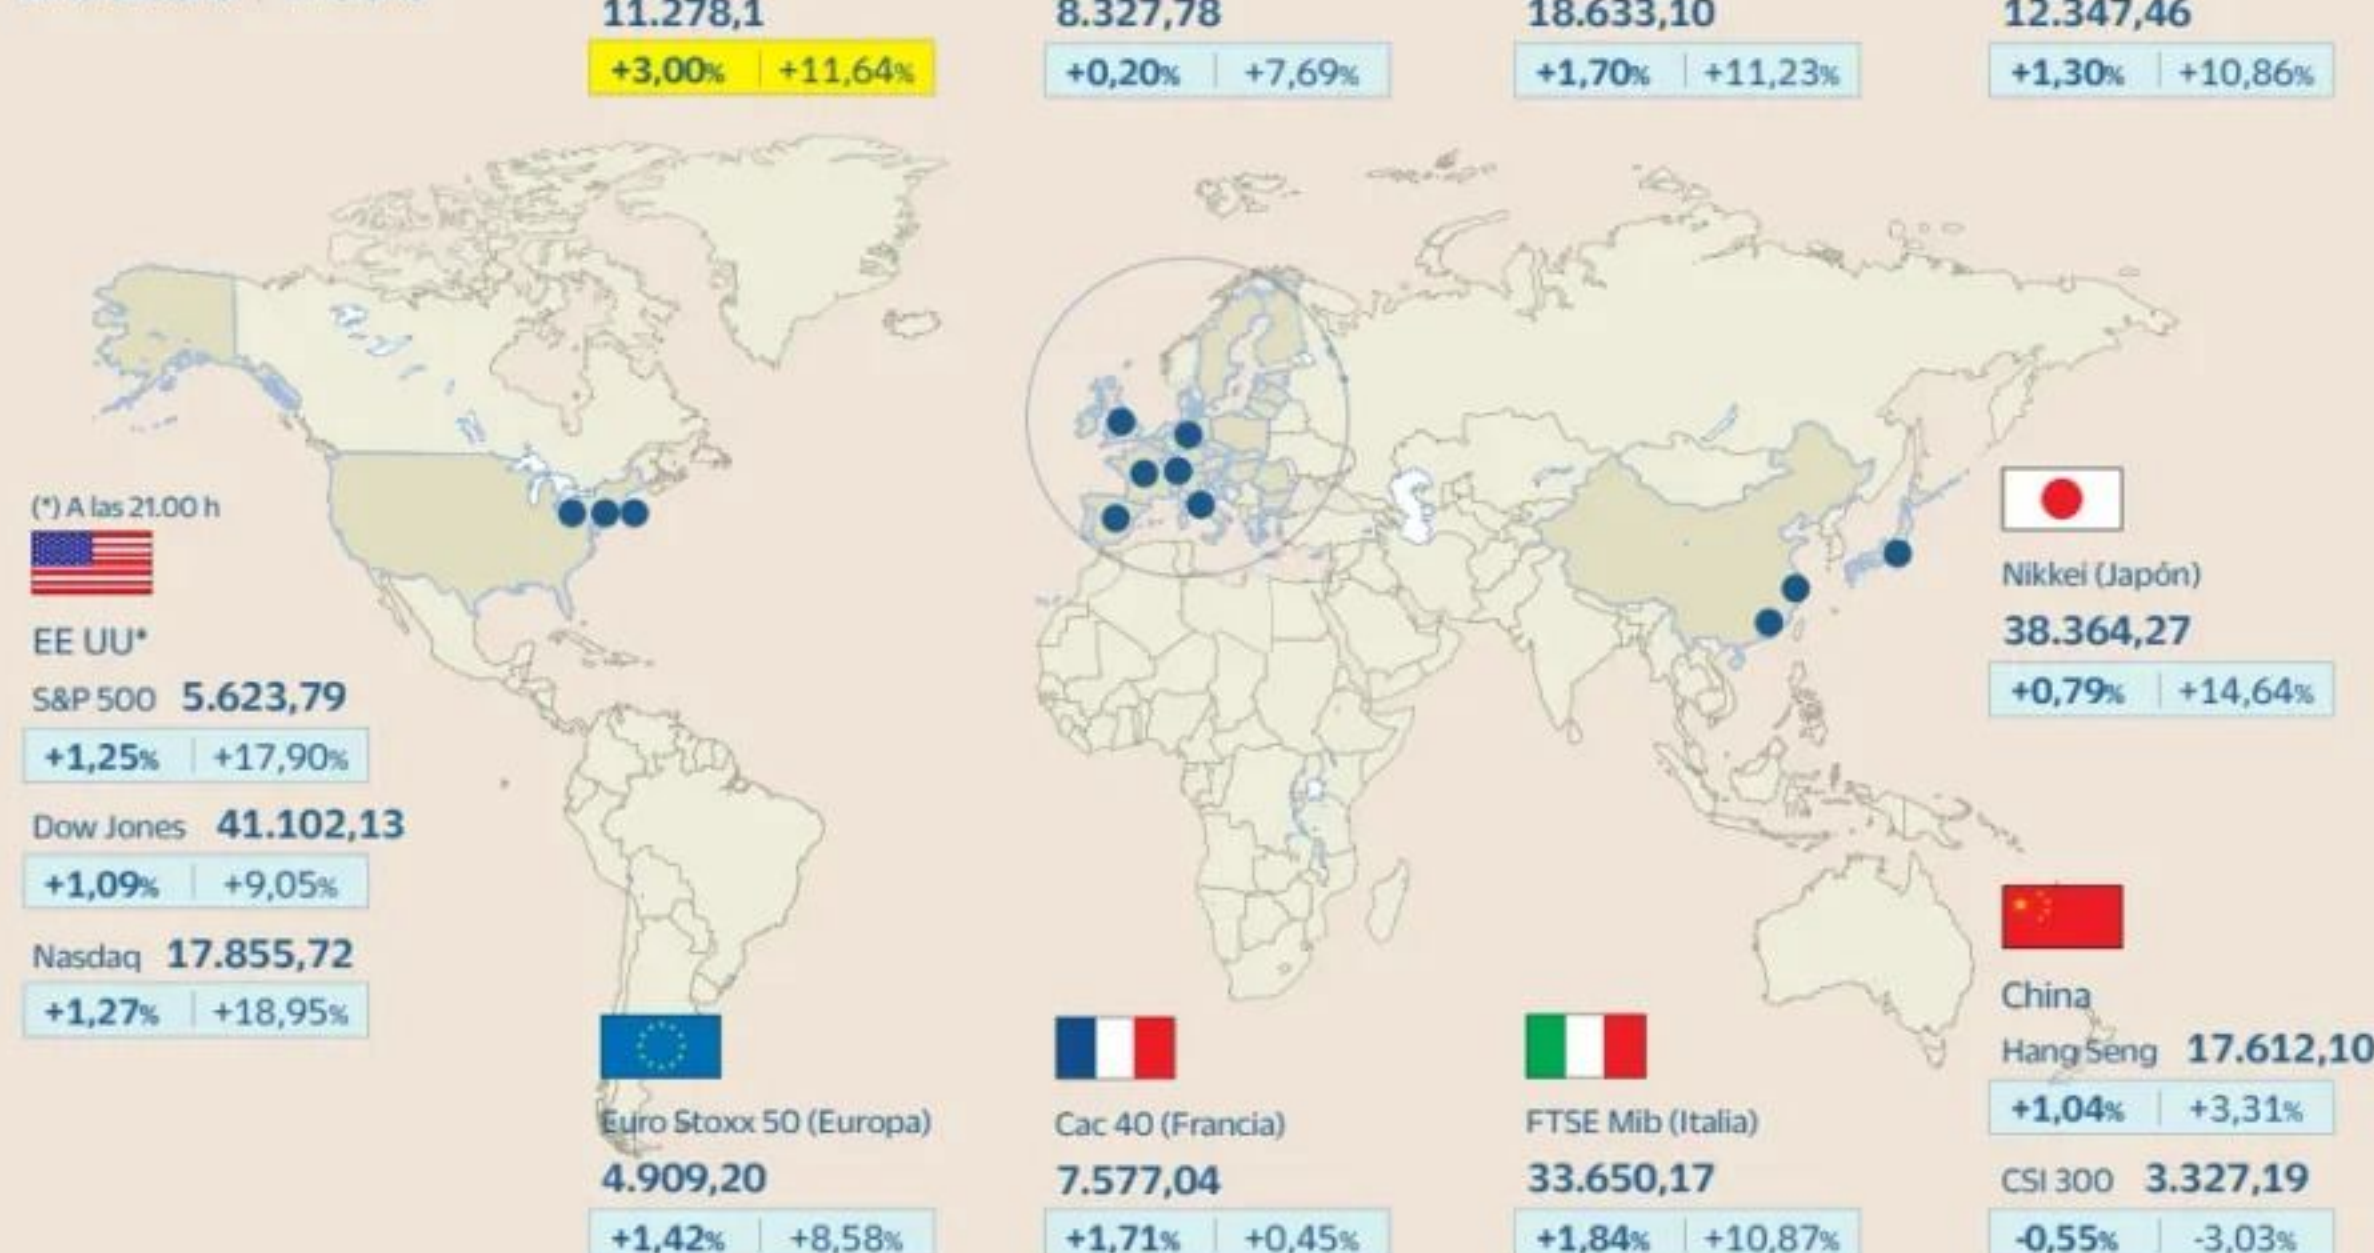 11.278,1
+3,00% +11,64%
8.327,78
+0,20% +7,69%
18.633,10
+1,70% +11,23%
12.347,46
+1,30% +10,86%
(*) A las 21.00 h
EE UU*
S&P 500 5.623,79
+1,25% +17,90%
Dow Jones 41.102,13
+1,09% +9,05%
Nasdaq 17.855,72
+1,27% +18,95%
Nikkei (Japón)
38.364,27
+0,79% +14,64%
Euro Stoxx 50 (Europa)
4.909,20
+1,42% +8,58%
Cac 40 (Francia)
7.577,04
+1,71% +0,45%
FTSE Mib (Italia)
33.650,17
+1,84% +10,87%
China
Hang Seng 17.612,10
+1,04% +3,31%
CSI 300 3.327,19
-0,55% -3,03%